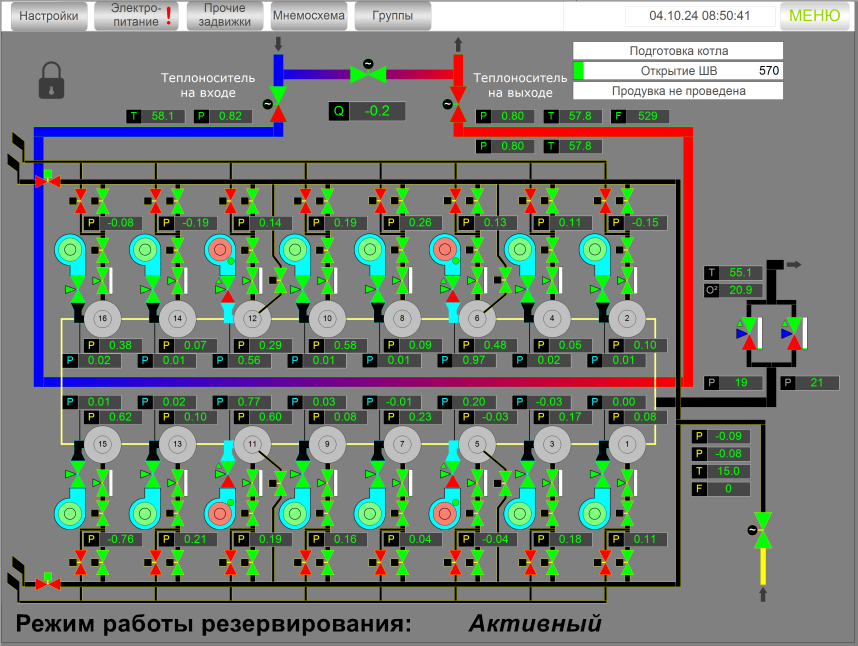 Настройки
Электро-
питание !
Прочие
задвижки
Мнемосхема
Группы
04.10.24 08:50:41
МЕНЮ
Подготовка котла
Открытие ШВ 570
Продувка не проведена
Теплоноситель
на входе
Теплоноситель
на выходе
T 58.1 P 0.82
Q -0.2
P 0.80 T 57.8 F 529
P 0.80 T 57.8
P -0.08 P -0.19 P 0.14 P 0.19 P 0.26 P 0.13 P 0.11 P -0.15
T 55.1
O² 20.9
16 14 12 10 8 6 4 2
P 0.38 P 0.07 P 0.29 P 0.58 P 0.09 P 0.48 P 0.05 P 0.10
P 0.02 P 0.01 P 0.56 P 0.01 P 0.01 P 0.97 P 0.02 P 0.01
P 19 P 21
P 0.01 P 0.02 P 0.77 P 0.03 P -0.01 P 0.20 P -0.03 P 0.00
P 0.62 P 0.10 P 0.60 P 0.08 P 0.23 P -0.03 P 0.17 P 0.08
15 13 11 9 7 5 3 1
P -0.09
P -0.08
T 15.0
F 0
P -0.76 P 0.21 P 0.19 P 0.16 P 0.04 P -0.04 P 0.18 P 0.11
Режим работы резервирования: Активный